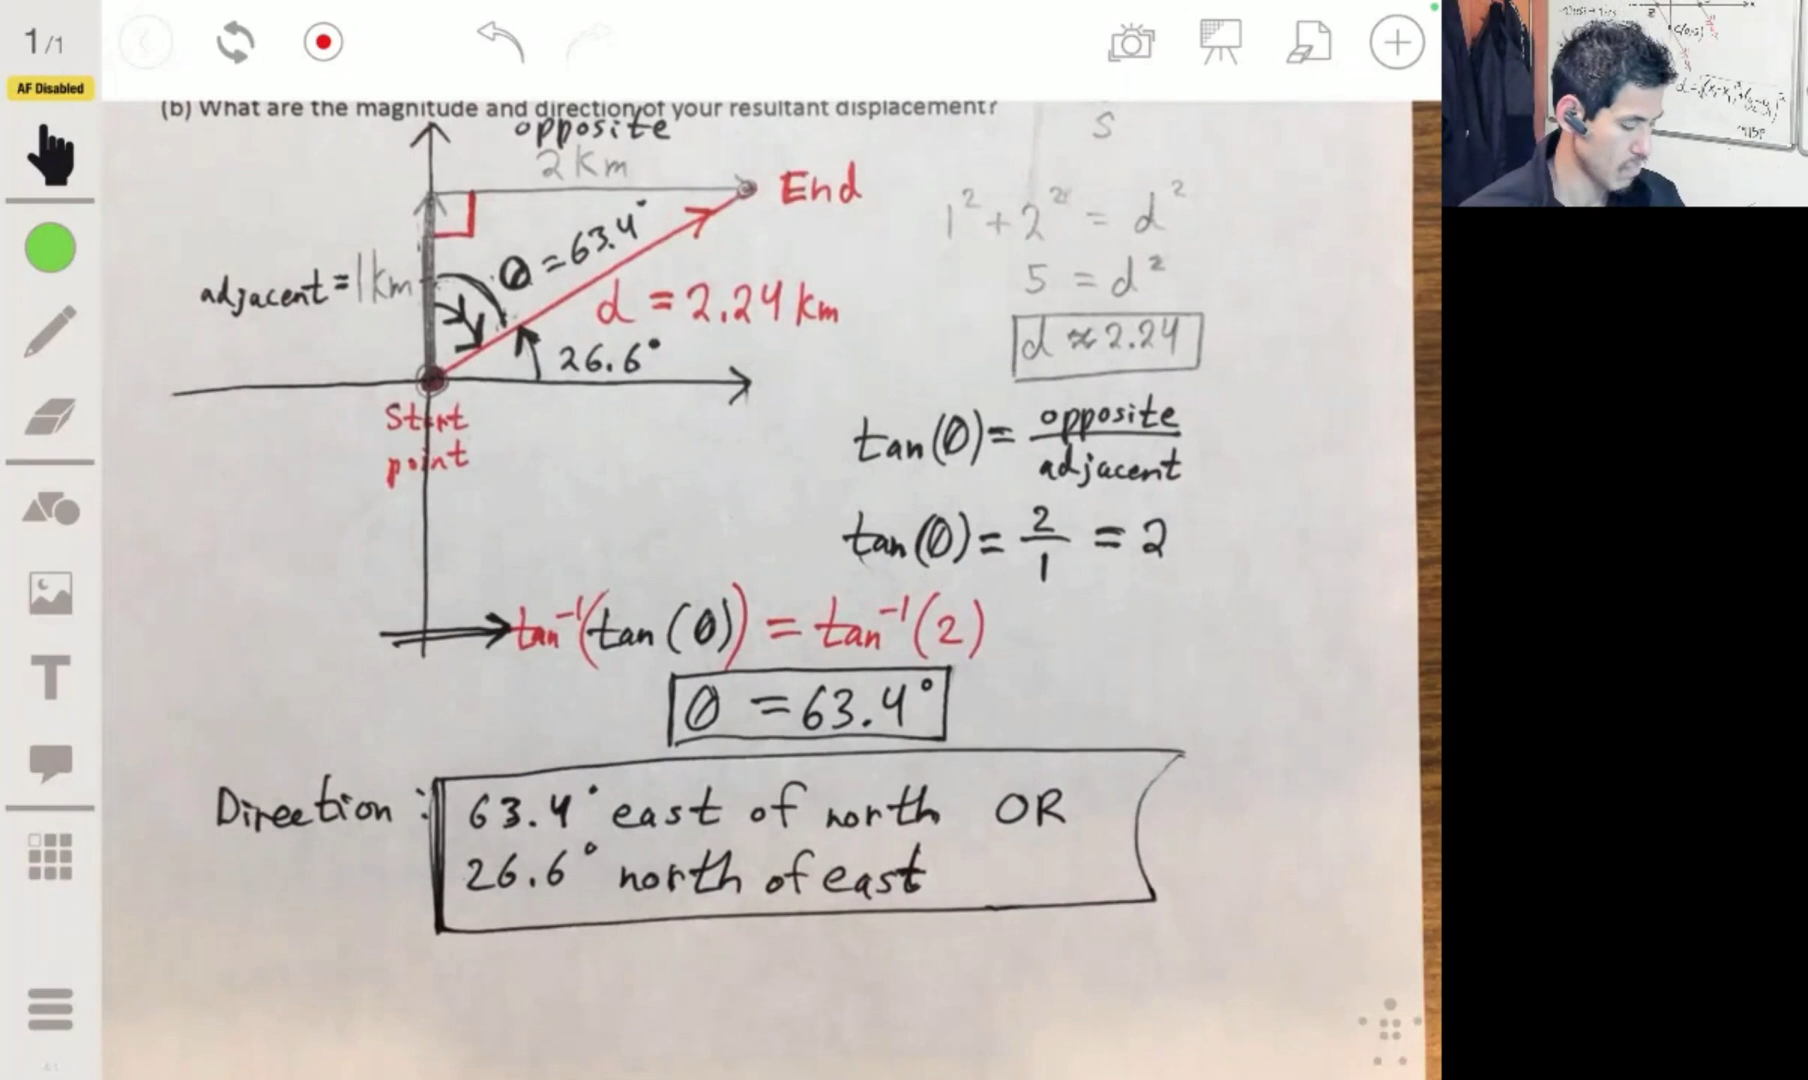 1/1
AF Disabled
(b) What are the magnitude and direction of your resultant displacement?
opposite
2 km
End
θ = 63.4°
adjacent = 1 km
d = 2.24 km
26.6°
Start
point
S
1² + 2² = d²
5 = d²
d ≈ 2.24
tan(θ) = opposite / adjacent
tan(θ) = 2/1 = 2
tan⁻¹(tan(θ)) = tan⁻¹(2)
θ = 63.4°
Direction : 63.4° east of north OR
26.6° north of east
T
C(0,-2)